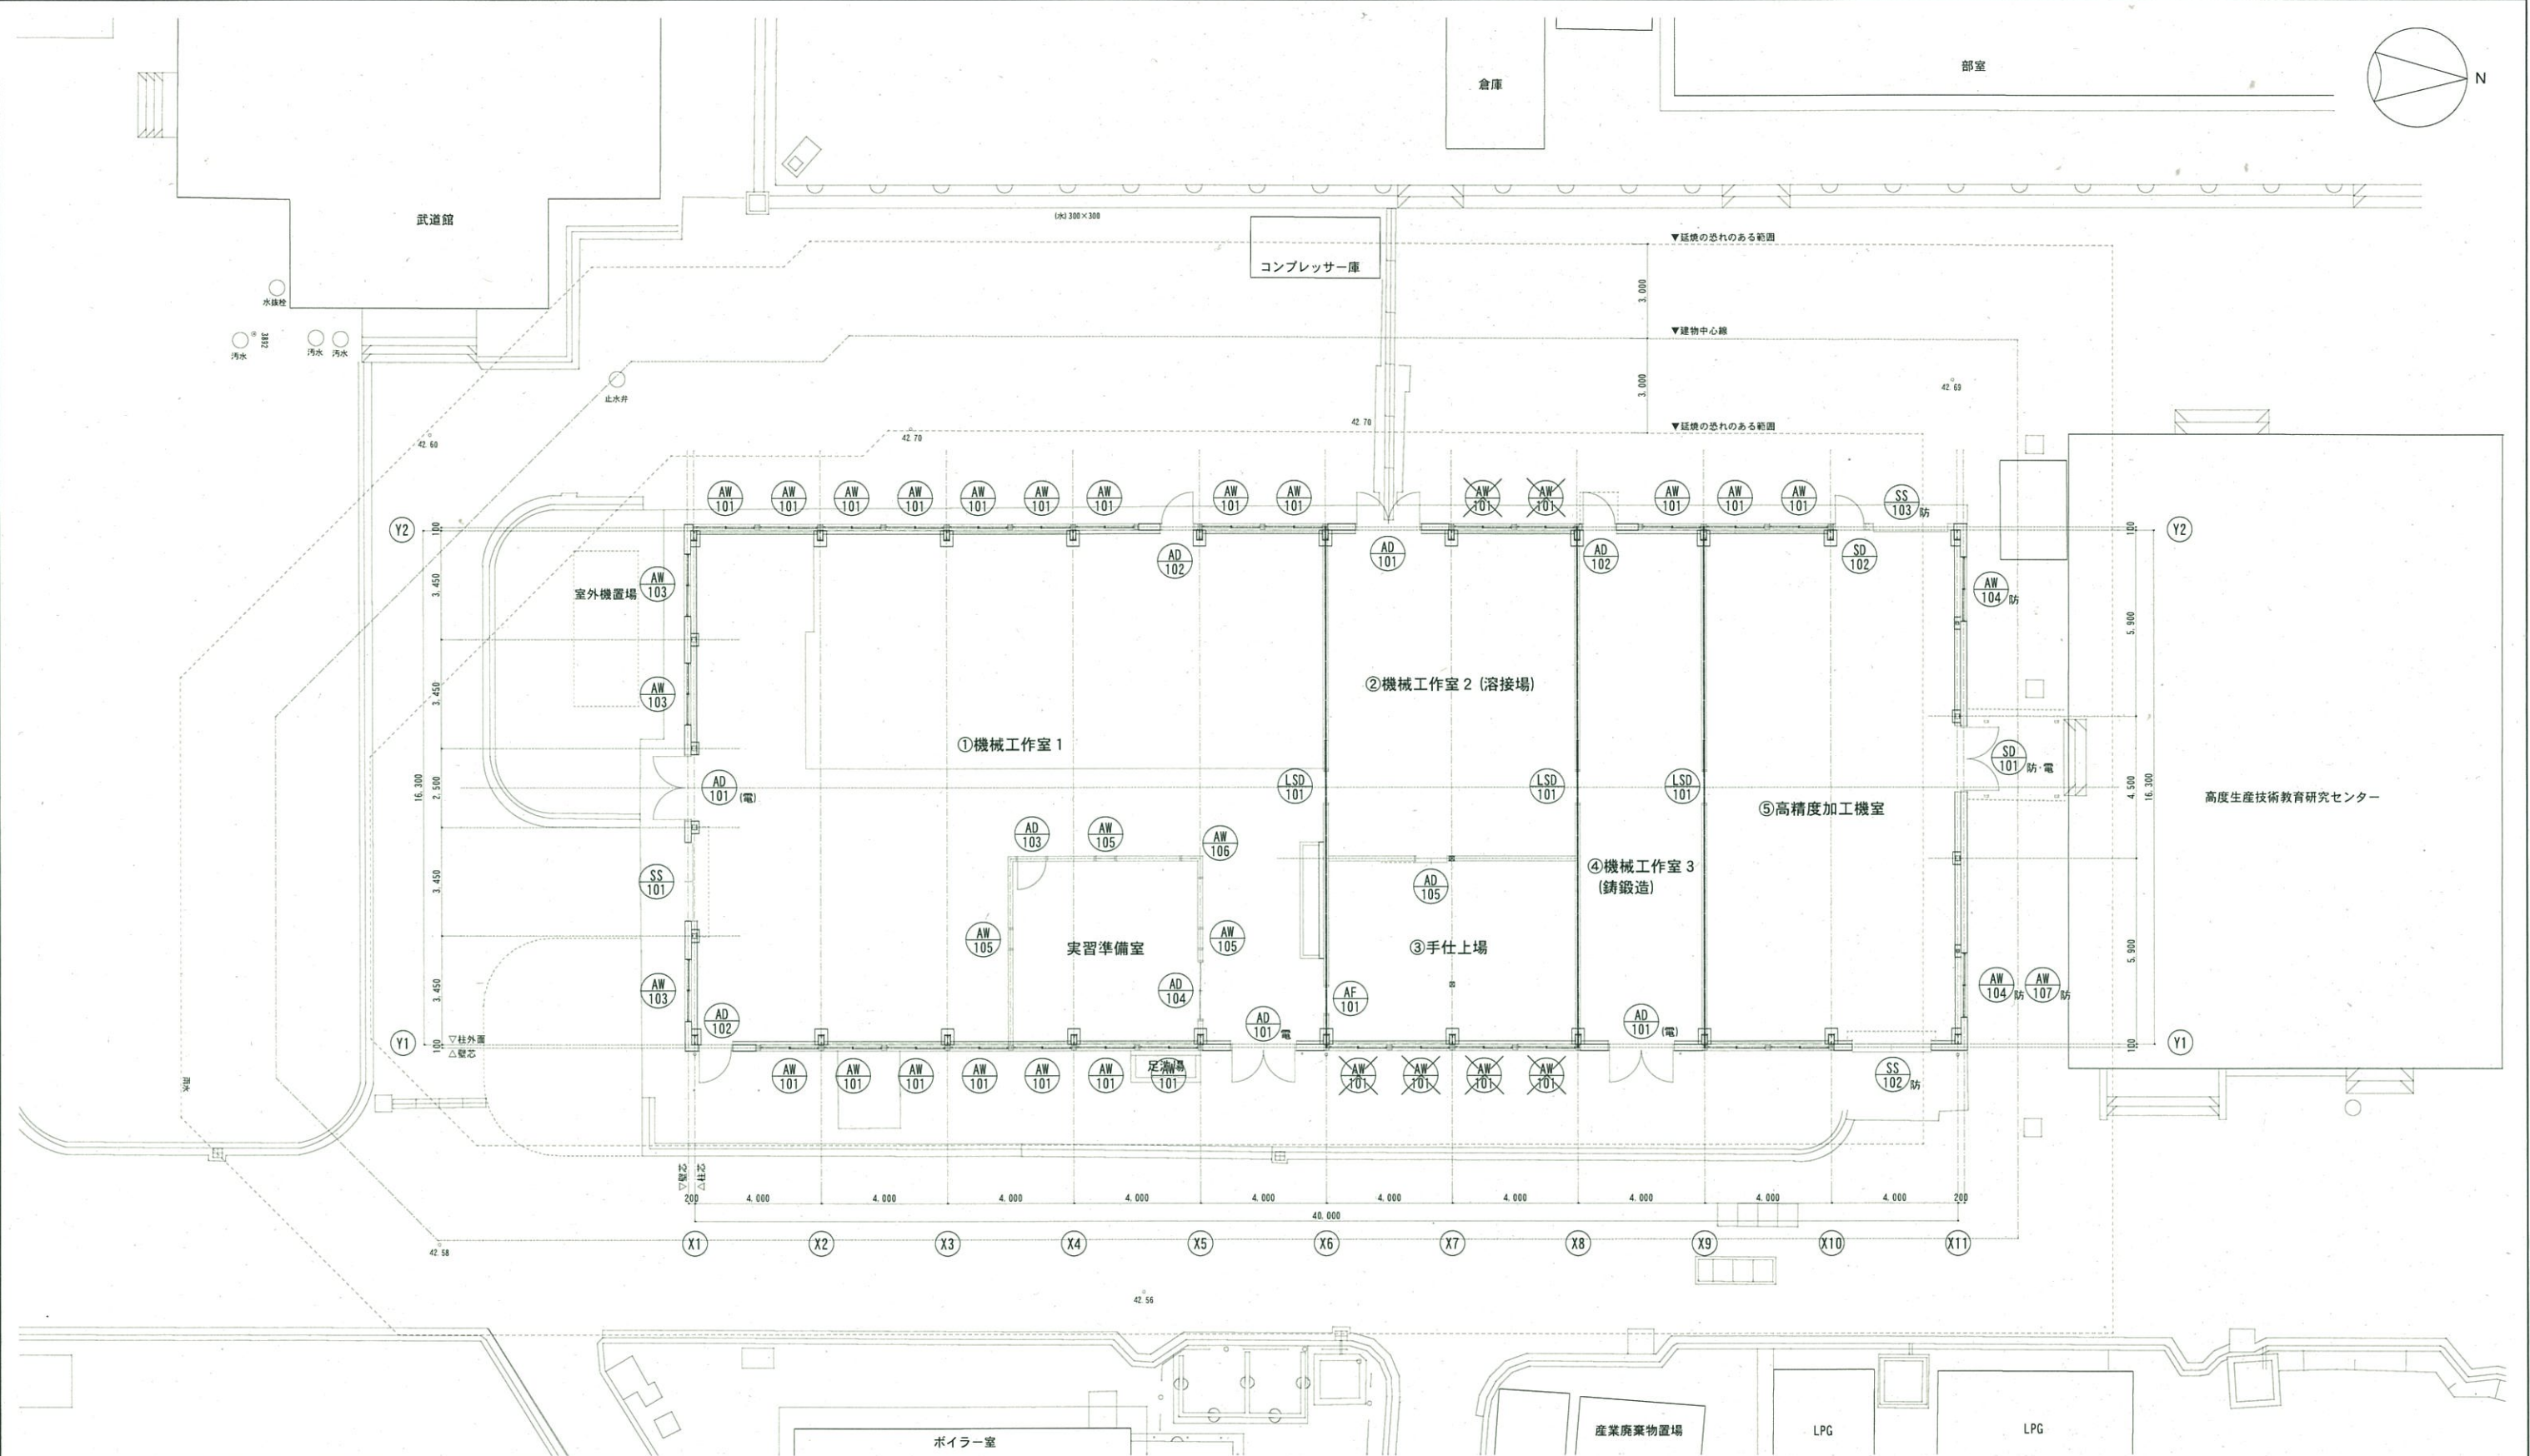 部室
倉庫
N
武道館
(水) 300×300
▼延焼の恐れのある範囲
コンプレッサー庫
3.000
水抜栓
▼建物中心線
3892
汚水
汚水
汚水
3.000
42.69
止水弁
42.70
▼延焼の恐れのある範囲
42.60
42.70
AW 101
AW 101
AW 101
AW 101
AW 101
AW 101
AW 101
AW 101
AW 101
AW 101
AW 101
AW 101
AW 101
AW 101
SS 103 防
Y2
100
100
Y2
AD 102
AD 101
AD 102
SD 102
3.450
室外機置場
AW 103
AW 104 防
5.900
②機械工作室2 (溶接場)
3.450
AW 103
①機械工作室1
SD 101 防・電
16.300
2.500
AD 101 (電)
LSD 101
LSD 101
LSD 101
4.500
16.300
高度生産技術教育研究センター
⑤高精度加工機室
AD 103
AW 105
AW 106
④機械工作室3
(鋳鍛造)
SS 101
3.450
AD 105
AW 105
実習準備室
AW 105
③手仕上場
5.900
AW 103
3.450
AD 104
AF 101
AW 104 防
AW 107 防
AD 102
AD 101 電
AD 101 (電)
Y1
▽柱外面
△壁芯
100
100
Y1
足洗場
AW 101
AW 101
AW 101
AW 101
AW 101
AW 101
AW 101
AW 101
AW 101
AW 101
AW 101
SS 102 防
雨水
▽壁芯
△柱芯
200
4.000
4.000
4.000
4.000
4.000
4.000
4.000
4.000
4.000
4.000
200
40.000
X1
X2
X3
X4
X5
X6
X7
X8
X9
X10
X11
42.58
42.56
ボイラー室
産業廃棄物置場
LPG
LPG